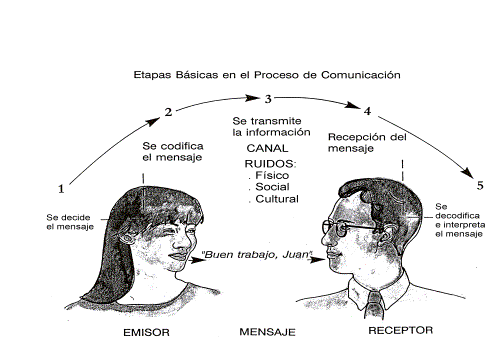 Etapas Básicas en el Proceso de Comunicación
1
2
3
4
5
Se decide
el mensaje
Se codifica
el mensaje
Se transmite
la información
CANAL
RUIDOS:
. Físico
. Social
. Cultural
Recepción del
mensaje
Se
decodifica
e interpreta
el mensaje
"Buen trabajo, Juan"
EMISOR
MENSAJE
RECEPTOR